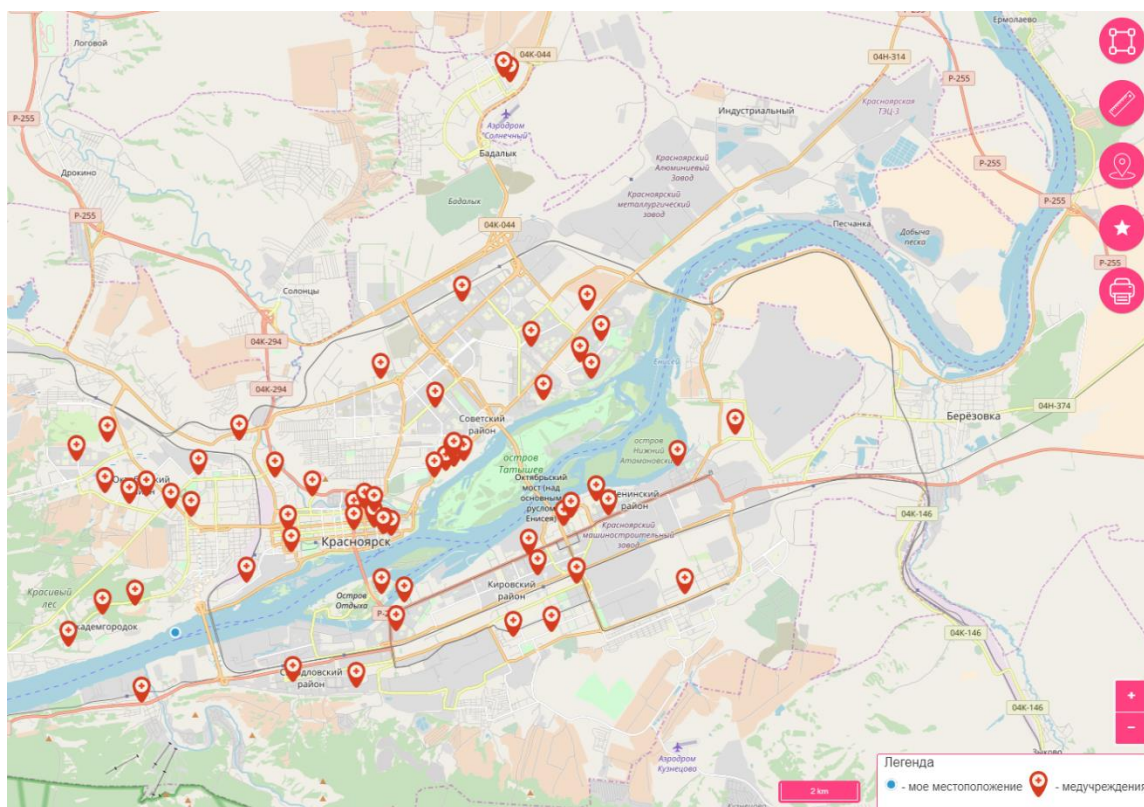 Ермолаево
Логовой
04К-044
04Н-314
Р-255
Р-255
Красноярская
ТЭЦ-3
Индустриальный
Аэродром
"Солнечный"
Бадалык
Красноярский
Алюминиевый
Завод
Р-255
Дрокино
Красноярский
металлургический
завод
Р-255
Бадалык
Р-255
Песчанка
04К-044
Добыча
песка
Р-255
Солонцы
04К-294
Енисей
04К-294
04Н-374
Советский
район
Берёзовка
остров
Татышев
остров
Нижний
Атамановский
Октябрьский
мост (над
основным
руслом
Енисея)
04К-146
Красноярск
Красноярский
машиностроительный
завод
Кировский
район
Красивый
лес
Остров
Отдыха
04К-146
район
04К-146
Аэродром
Кузнецово
Легенда
2 km
- мое местоположение
- медучреждени